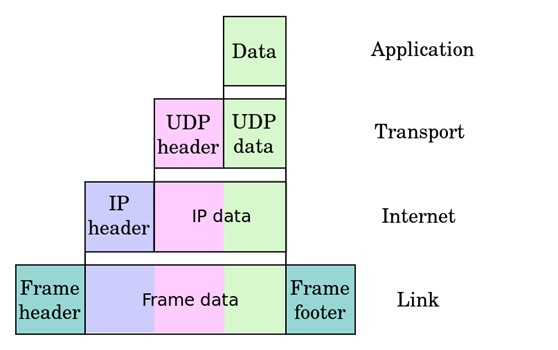 Data
Application
UDP
header
UDP
data
Transport
IP
header
IP data
Internet
Frame
header
Frame data
Frame
footer
Link